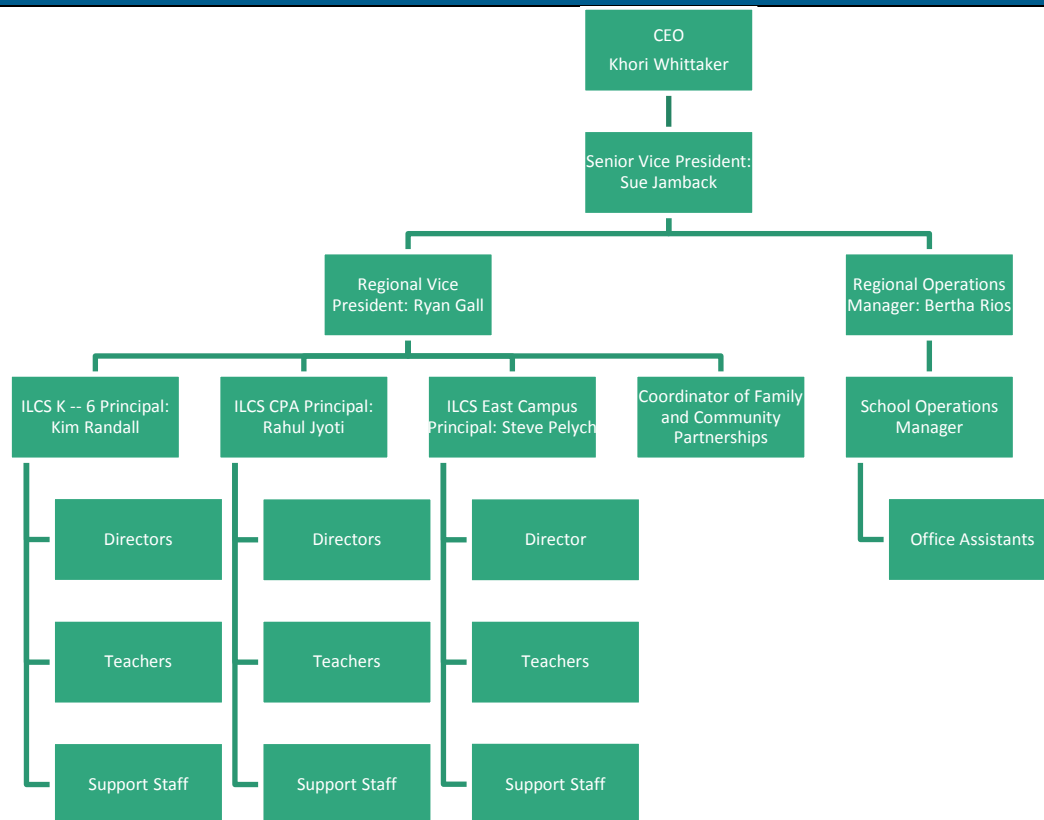 CEO
Khori Whittaker
Senior Vice President:
Sue Jamback
Regional Vice
President: Ryan Gall
Regional Operations
Manager: Bertha Rios
ILCS K -- 6 Principal:
Kim Randall
ILCS CPA Principal:
Rahul Jyoti
ILCS East Campus
Principal: Steve Pelych
Coordinator of Family
and Community
Partnerships
School Operations
Manager
Directors
Directors
Director
Office Assistants
Teachers
Teachers
Teachers
Support Staff
Support Staff
Support Staff